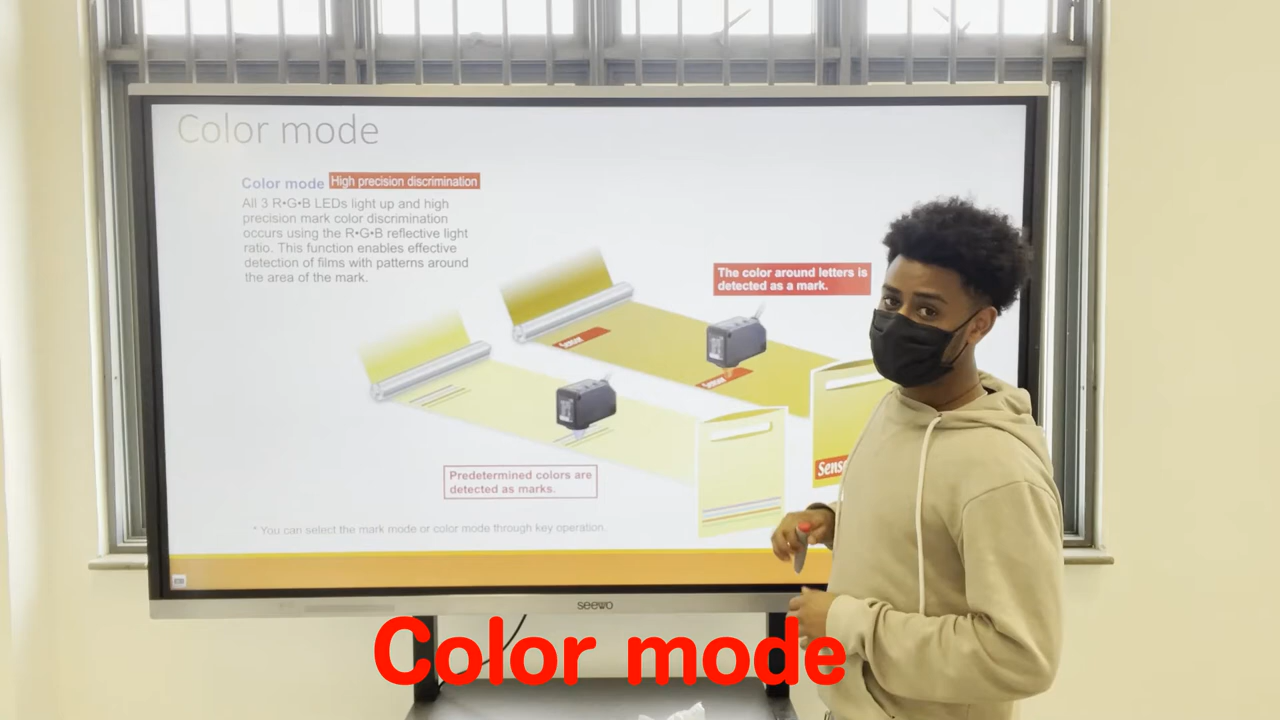 Color mode
Color mode High precision discrimination
All 3 R•G•B LEDs light up and high
precision mark color discrimination
occurs using the R•G•B reflective light
ratio. This function enables effective
detection of films with patterns around
the area of the mark.
The color around letters is
detected as a mark.
Sensor
Sensor
Sens
Predetermined colors are
detected as marks.
* You can select the mark mode or color mode through key operation.
seewo
Color mode